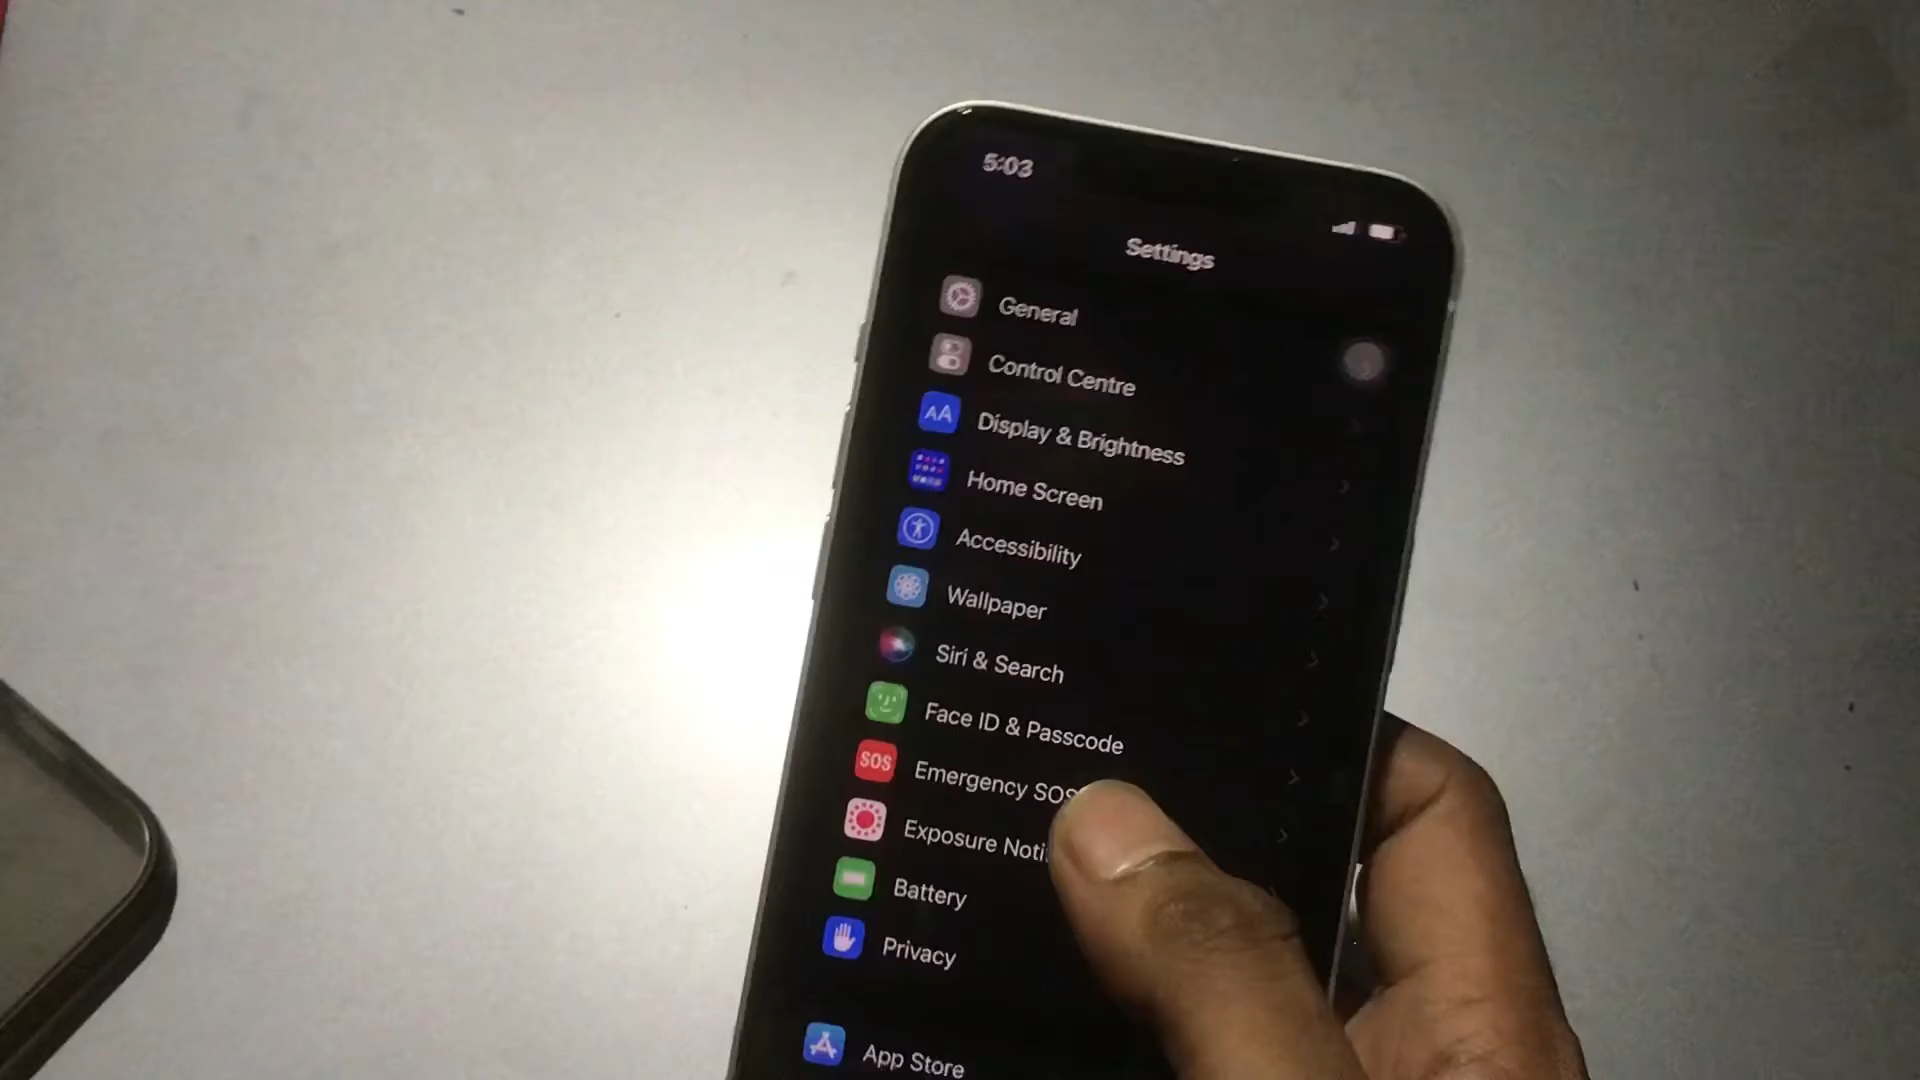 5:03
Settings
General
Control Centre
AA
Display & Brightness
Home Screen
Accessibility
Wallpaper
Siri & Search
Face ID & Passcode
SOS
Emergency SOS
Exposure Noti
Battery
Privacy
App Store